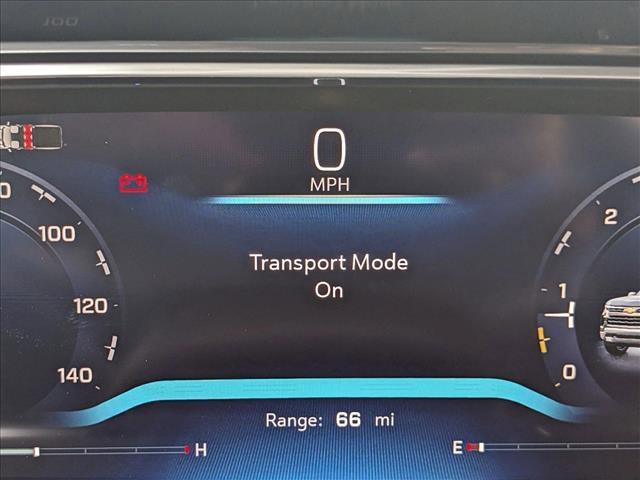 0
MPH
100
120
140
Transport Mode
On
2
1
0
Range: 66 mi
H
E